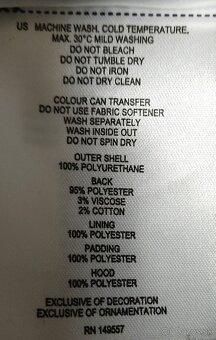 US MACHINE WASH, COLD TEMPERATURE.
MAX. 30°C MILD WASHING
DO NOT BLEACH
DO NOT TUMBLE DRY
DO NOT IRON
DO NOT DRY CLEAN
COLOUR CAN TRANSFER
DO NOT USE FABRIC SOFTENER
WASH SEPARATELY
WASH INSIDE OUT
DO NOT SPIN DRY
OUTER SHELL
100% POLYURETHANE
BACK
95% POLYESTER
3% VISCOSE
2% COTTON
LINING
100% POLYESTER
PADDING
100% POLYESTER
HOOD
100% POLYESTER
EXCLUSIVE OF DECORATION
EXCLUSIVE OF ORNAMENTATION
RN 149557